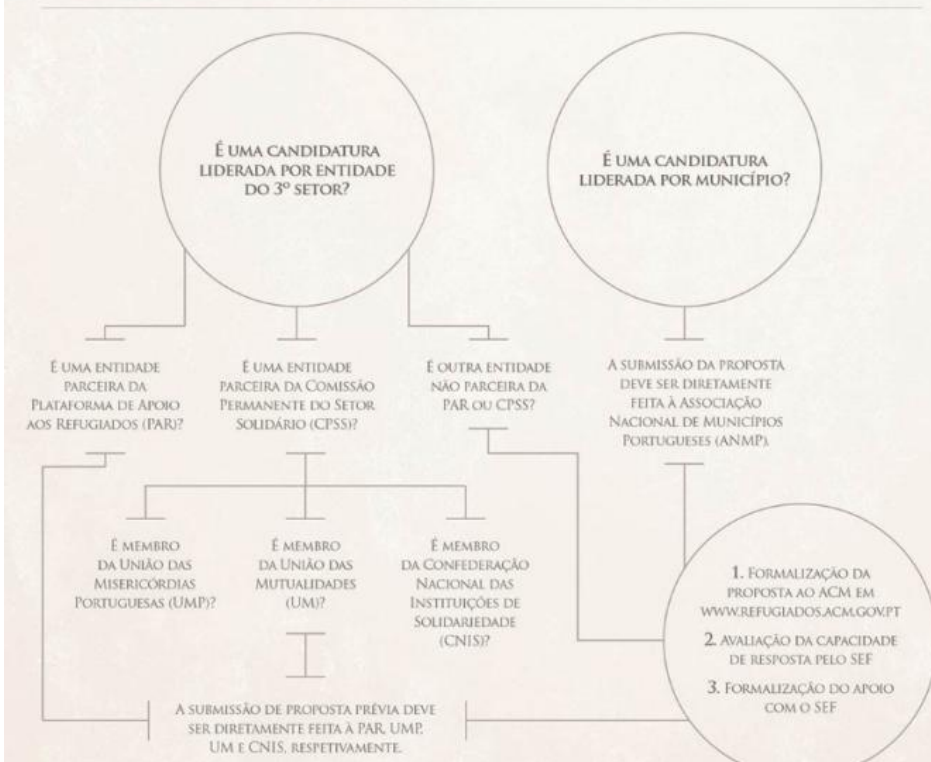 É UMA CANDIDATURA
LIDERADA POR ENTIDADE
DO 3º SETOR?
É UMA CANDIDATURA
LIDERADA POR MUNICÍPIO?
É UMA ENTIDADE
PARCEIRA DA
PLATAFORMA DE APOIO
AOS REFUGIADOS (PAR)?
É UMA ENTIDADE
PARCEIRA DA COMISSÃO
PERMANENTE DO SETOR
SOLIDÁRIO (CPSS)?
É OUTRA ENTIDADE
NÃO PARCEIRA DA
PAR OU CPSS?
A SUBMISSÃO DA PROPOSTA
DEVE SER DIRETAMENTE
FEITA À ASSOCIAÇÃO
NACIONAL DE MUNICÍPIOS
PORTUGUESES (ANMP).
É MEMBRO
DA UNIÃO DAS
MISERICÓRDIAS
PORTUGUESAS (UMP)?
É MEMBRO
DA UNIÃO DAS
MUTUALIDADES
(UM)?
É MEMBRO
DA CONFEDERAÇÃO
NACIONAL DAS
INSTITUIÇÕES DE
SOLIDARIEDADE
(CNIS)?
1. FORMALIZAÇÃO DA
PROPOSTA AO ACM EM
WWW.REFUGIADOS.ACM.GOV.PT
2. AVALIAÇÃO DA CAPACIDADE
DE RESPOSTA PELO SEF
3. FORMALIZAÇÃO DO APOIO
COM O SEF
A SUBMISSÃO DE PROPOSTA PRÉVIA DEVE
SER DIRETAMENTE FEITA À PAR, UMP,
UM E CNIS, RESPETIVAMENTE.